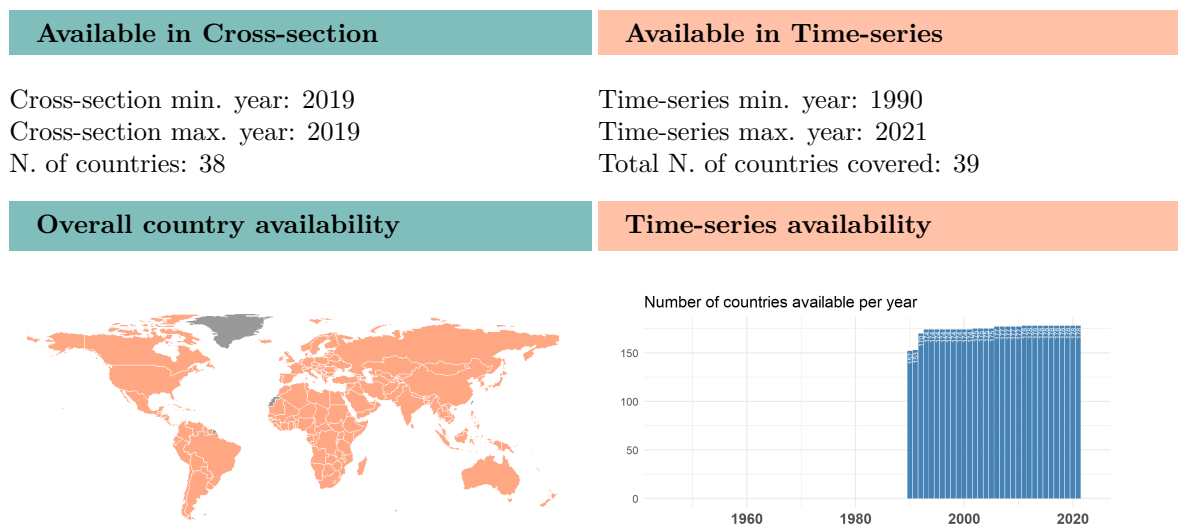 Available in Cross-section
Available in Time-series
Cross-section min. year: 2019
Cross-section max. year: 2019
N. of countries: 38
Time-series min. year: 1990
Time-series max. year: 2021
Total N. of countries covered: 39
Overall country availability
Time-series availability
Number of countries available per year
150
100
50
0
1960
1980
2000
2020